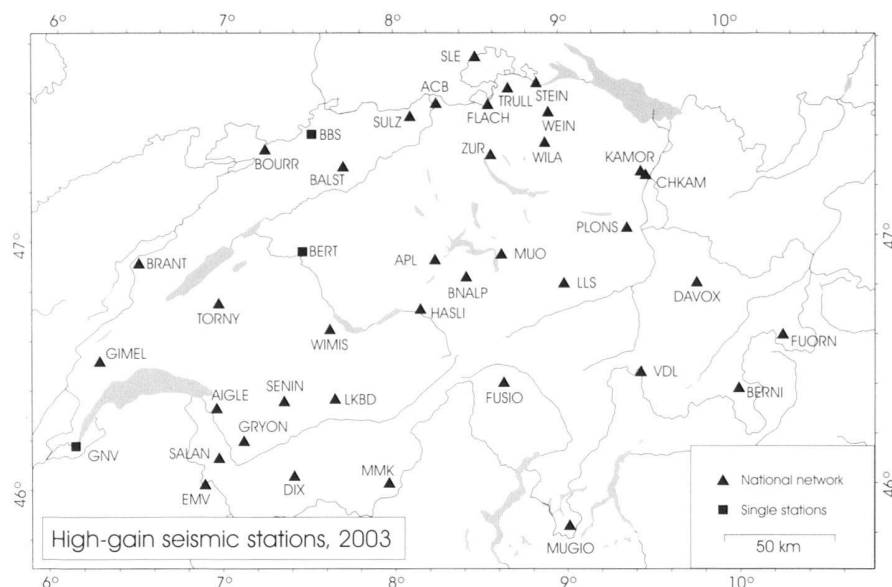 6°
7°
8°
9°
10°
SLE
ACB
TRULL
STEIN
SULZ
FLACH
WEIN
BBS
BOURR
ZUR
WILA
KAMOR
BALST
CHKAM
47°
PLONS
47°
BERT
MUO
BRANT
APL
BNALP
LLS
DAVOX
TORNY
HASLI
WIMIS
FUORN
GIMEL
VDL
SENIN
AIGLE
LKBD
FUSIO
BERNI
GRYON
GNV
SALAN
MMK
DIX
EMV
46°
46°
National network
Single stations
50 km
High-gain seismic stations, 2003
MUGIO
6°
7°
8°
9°
10°